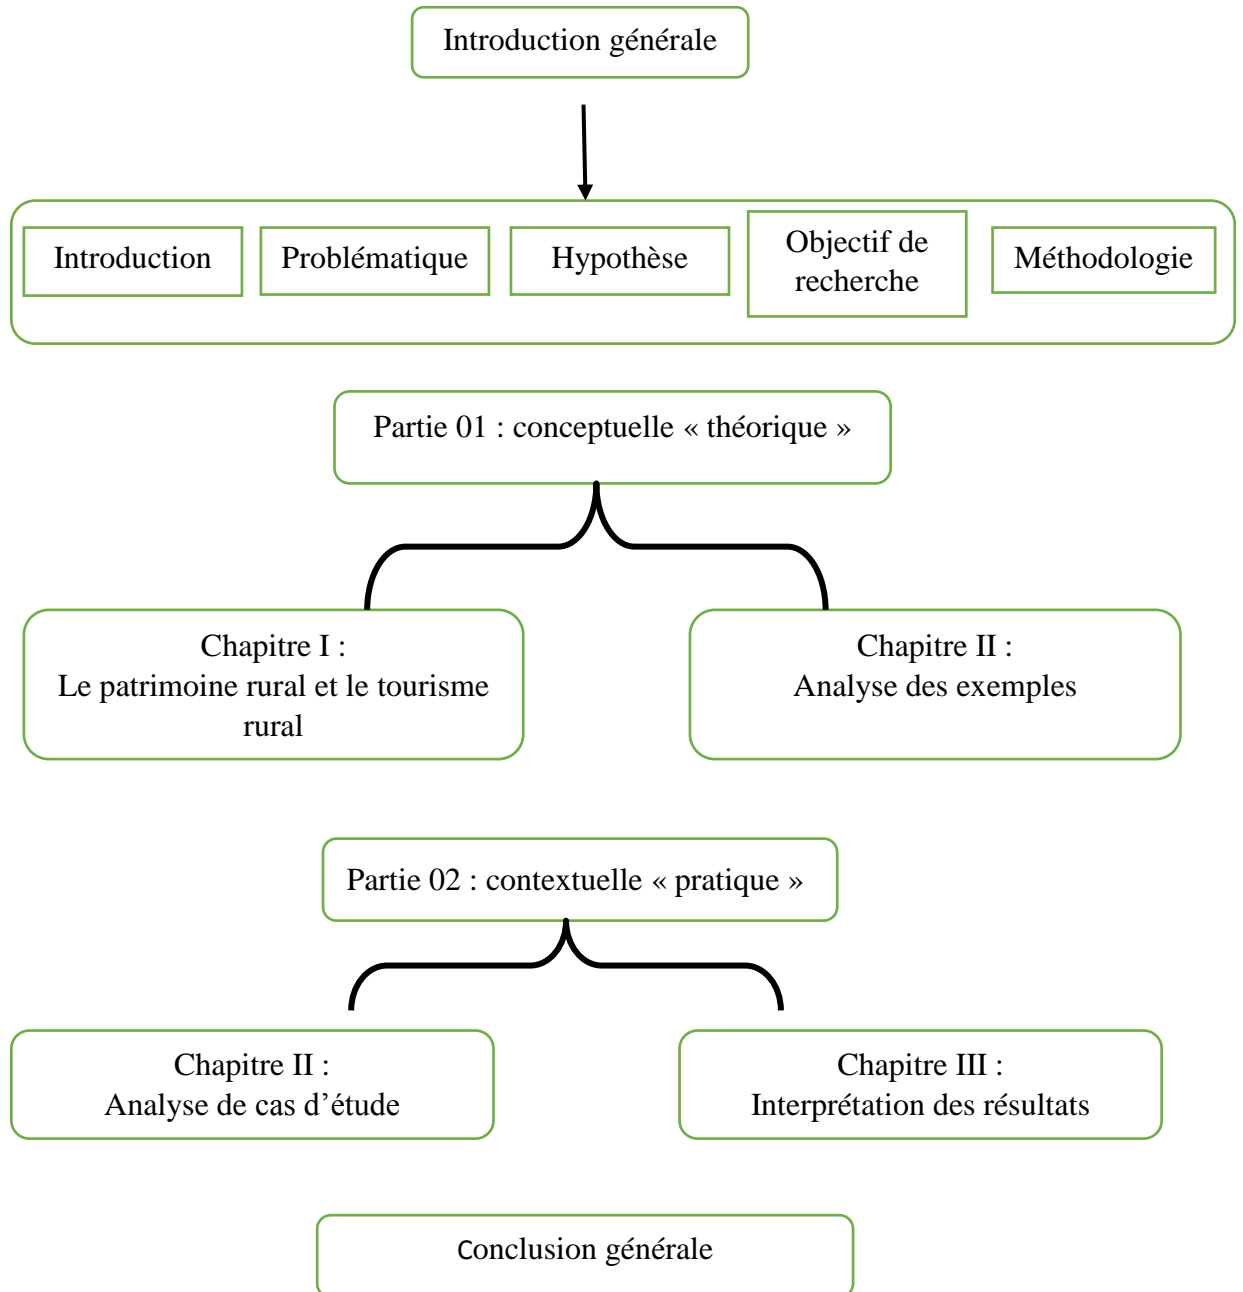 Introduction générale
Introduction
Problématique
Hypothèse
Objectif de
recherche
Méthodologie
Partie 01 : conceptuelle « théorique »
Chapitre I :
Le patrimoine rural et le tourisme
rural
Chapitre II :
Analyse des exemples
Partie 02 : contextuelle « pratique »
Chapitre II :
Analyse de cas d’étude
Chapitre III :
Interprétation des résultats
Conclusion générale